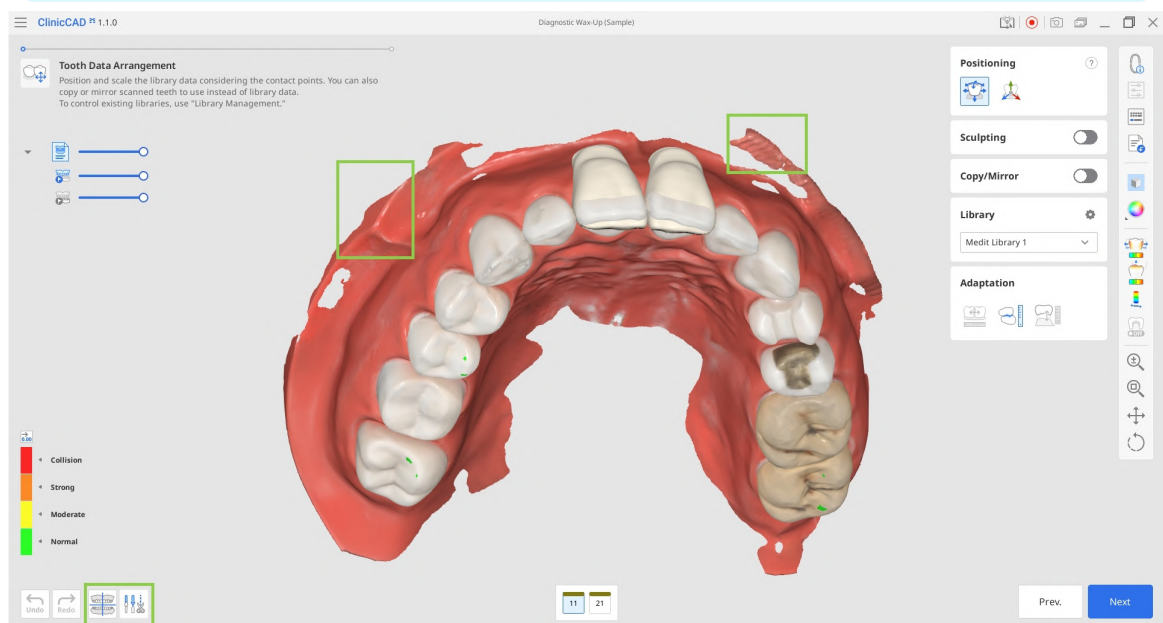 ClinicCAD 1.1.0
Diagnostic Wax-Up (Sample)
Tooth Data Arrangement
Position and scale the library data considering the contact points. You can also
copy or mirror scanned teeth to use instead of library data.
To control existing libraries, use "Library Management."
Positioning
?
Sculpting
Copy/Mirror
Library
Medit Library 1
Adaptation
0.00
Collision
Strong
Moderate
Normal
Undo
Redo
11
21
Prev.
Next